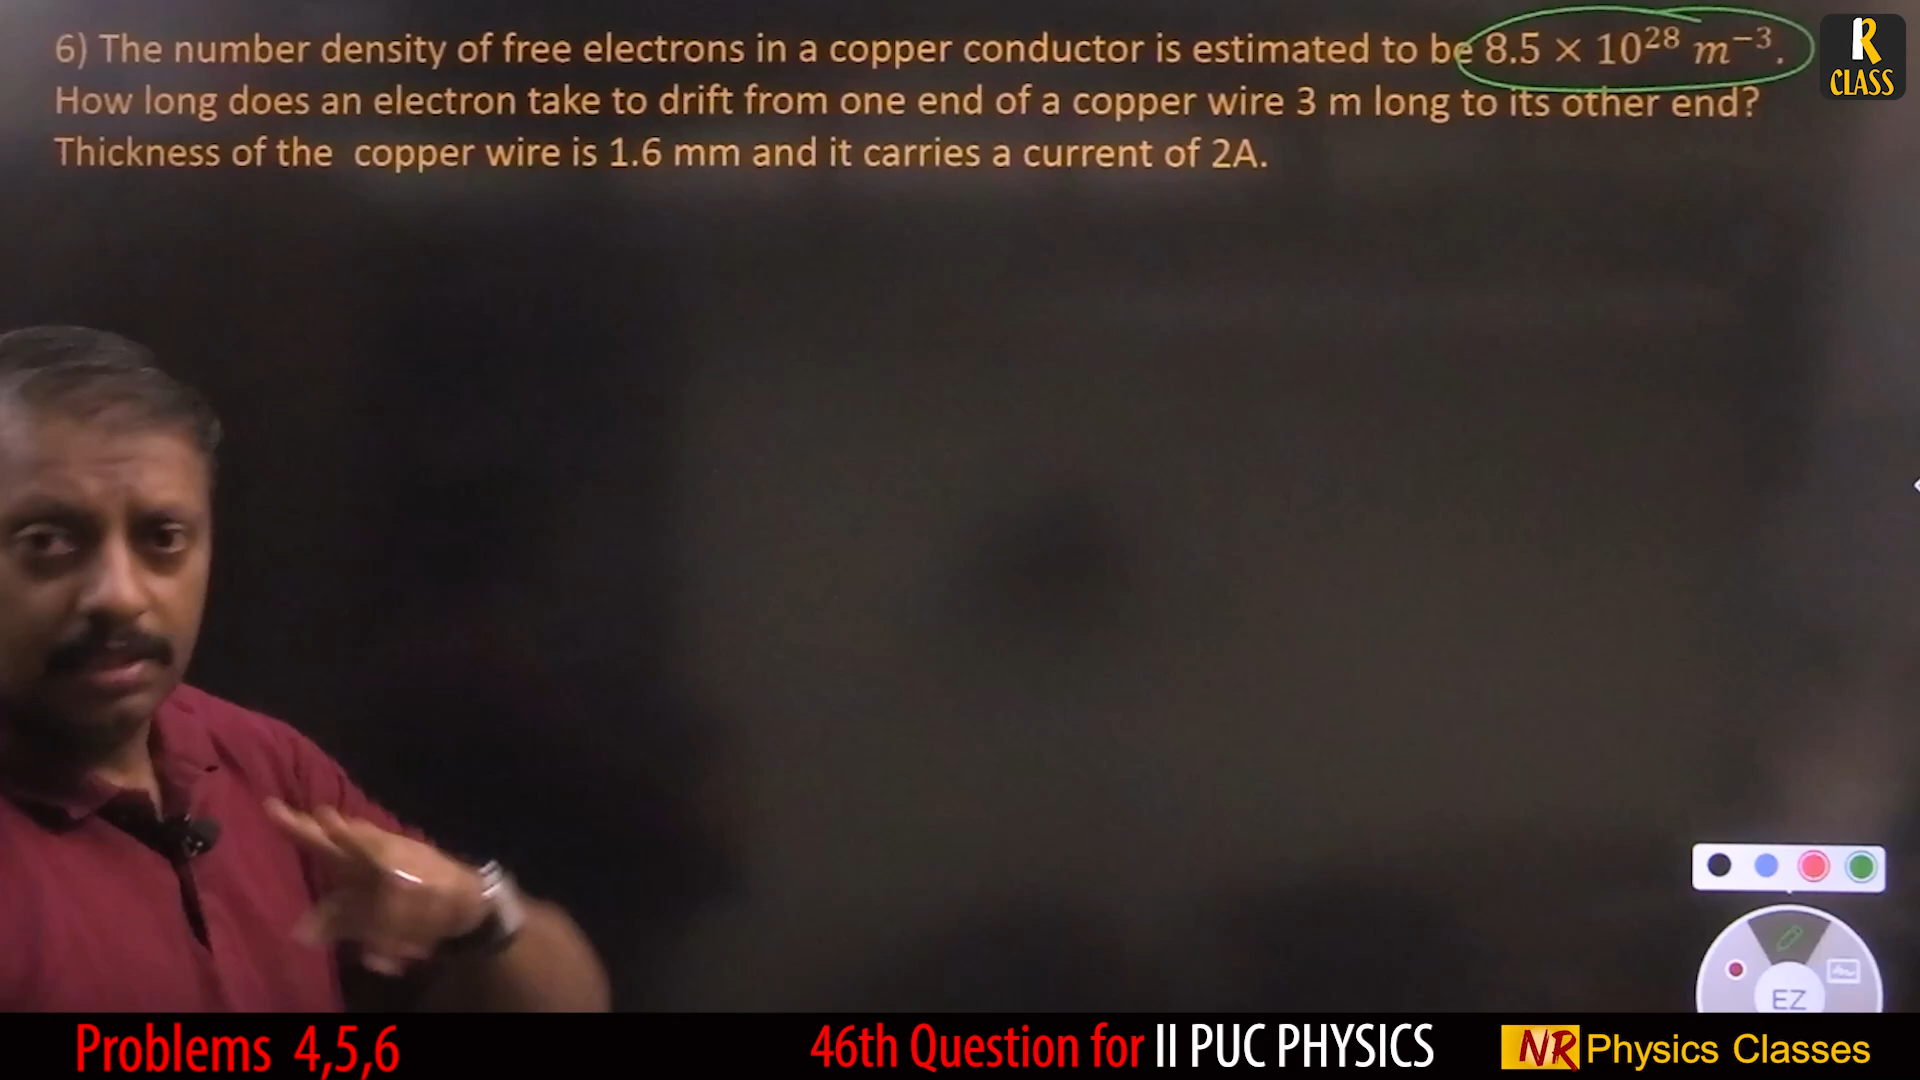 6) The number density of free electrons in a copper conductor is estimated to be 8.5 × 10²⁸ m⁻³.
How long does an electron take to drift from one end of a copper wire 3 m long to its other end?
Thickness of the copper wire is 1.6 mm and it carries a current of 2A.
R
CLASS
EZ
Problems 4,5,6
46th Question for II PUC PHYSICS
NR Physics Classes